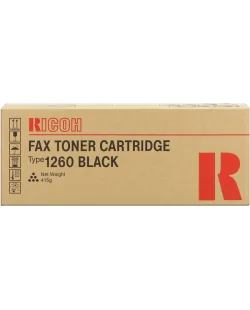 RICOH
FAX TONER CARTRIDGE
Type 1260 BLACK
Net Weight
415g
R